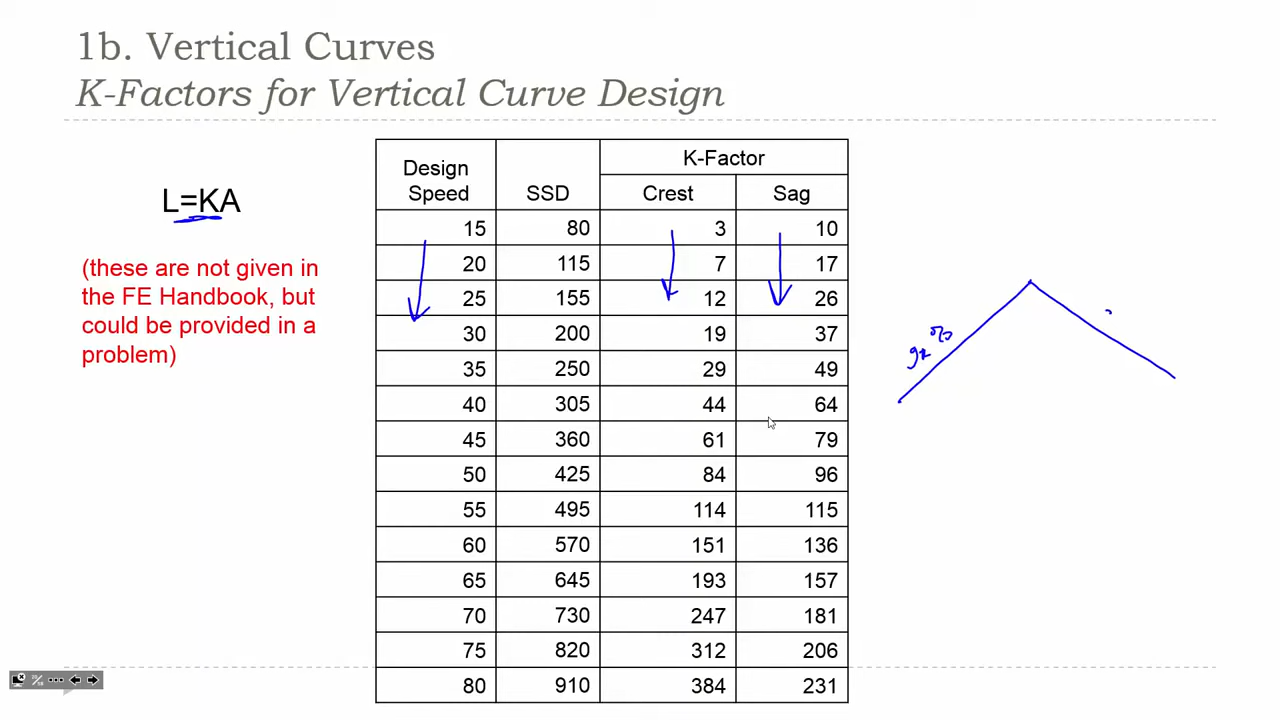 1b. Vertical Curves
K-Factors for Vertical Curve Design
L=KA
(these are not given in
the FE Handbook, but
could be provided in a
problem)
Design Speed SSD K-Factor
Crest Sag
15 80 3 10
20 115 7 17
25 155 12 26
30 200 19 37
35 250 29 49
40 305 44 64
45 360 61 79
50 425 84 96
55 495 114 115
60 570 151 136
65 645 193 157
70 730 247 181
75 820 312 206
80 910 384 231